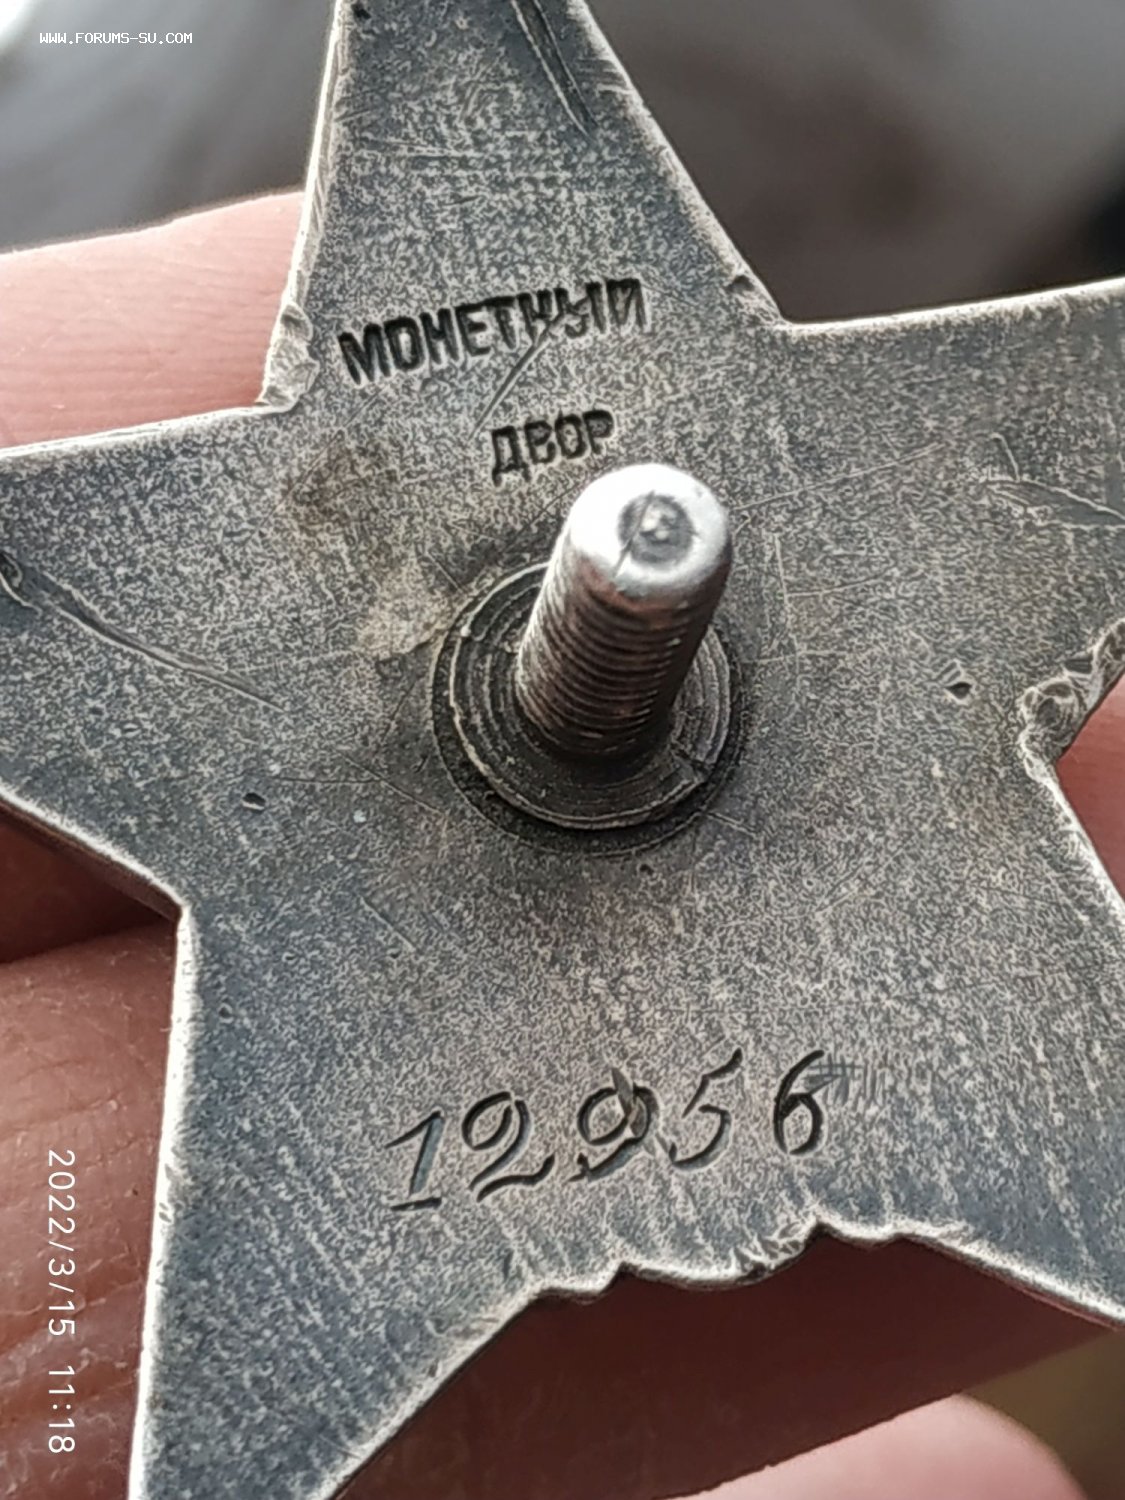 WWW.FORUMS-SU.COM
МОНЕТНЫЙ
ДВОР
12956
2022/3/15 11:18